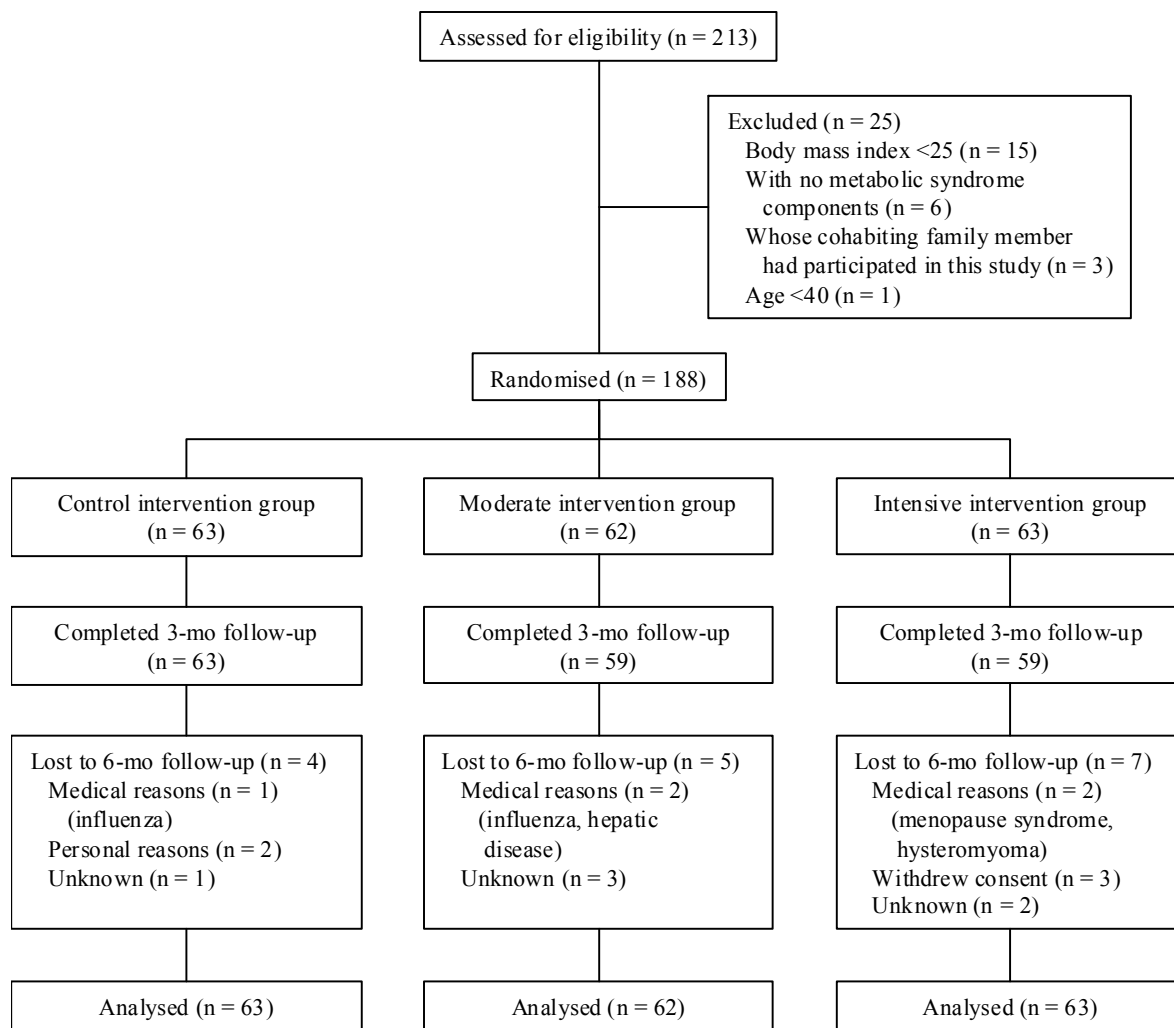 Assessed for eligibility (n = 213)
Excluded (n = 25)
Body mass index <25 (n = 15)
With no metabolic syndrome
components (n = 6)
Whose cohabiting family member
had participated in this study (n = 3)
Age <40 (n = 1)
Randomised (n = 188)
Control intervention group
(n = 63)
Moderate intervention group
(n = 62)
Intensive intervention group
(n = 63)
Completed 3-mo follow-up
(n = 63)
Completed 3-mo follow-up
(n = 59)
Completed 3-mo follow-up
(n = 59)
Lost to 6-mo follow-up (n = 4)
Medical reasons (n = 1)
(influenza)
Personal reasons (n = 2)
Unknown (n = 1)
Lost to 6-mo follow-up (n = 5)
Medical reasons (n = 2)
(influenza, hepatic
disease)
Unknown (n = 3)
Lost to 6-mo follow-up (n = 7)
Medical reasons (n = 2)
(menopause syndrome,
hysteromyoma)
Withdrew consent (n = 3)
Unknown (n = 2)
Analysed (n = 63)
Analysed (n = 62)
Analysed (n = 63)